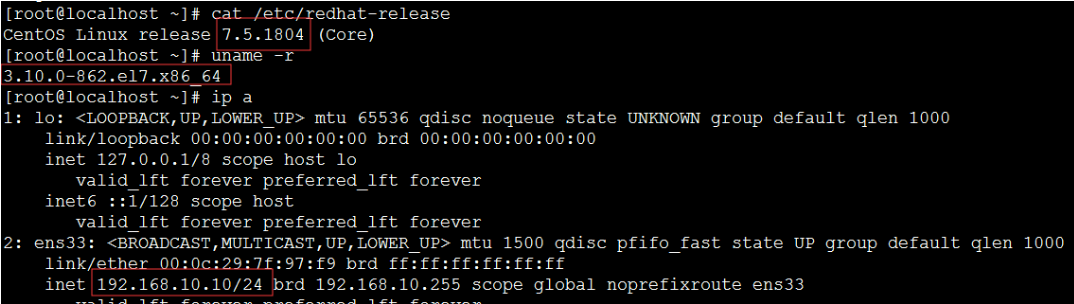 [root@localhost ~]# cat /etc/redhat-release
CentOS Linux release 7.5.1804 (Core)
[root@localhost ~]# uname -r
3.10.0-862.el7.x86_64
[root@localhost ~]# ip a
1: lo: <LOOPBACK,UP,LOWER_UP> mtu 65536 qdisc noqueue state UNKNOWN group default qlen 1000
    link/loopback 00:00:00:00:00:00 brd 00:00:00:00:00:00
    inet 127.0.0.1/8 scope host lo
       valid_lft forever preferred_lft forever
    inet6 ::1/128 scope host
       valid_lft forever preferred_lft forever
2: ens33: <BROADCAST,MULTICAST,UP,LOWER_UP> mtu 1500 qdisc pfifo_fast state UP group default qlen 1000
    link/ether 00:0c:29:7f:97:f9 brd ff:ff:ff:ff:ff:ff
    inet 192.168.10.10/24 brd 192.168.10.255 scope global noprefixroute ens33
       valid_lft forever preferred_lft forever